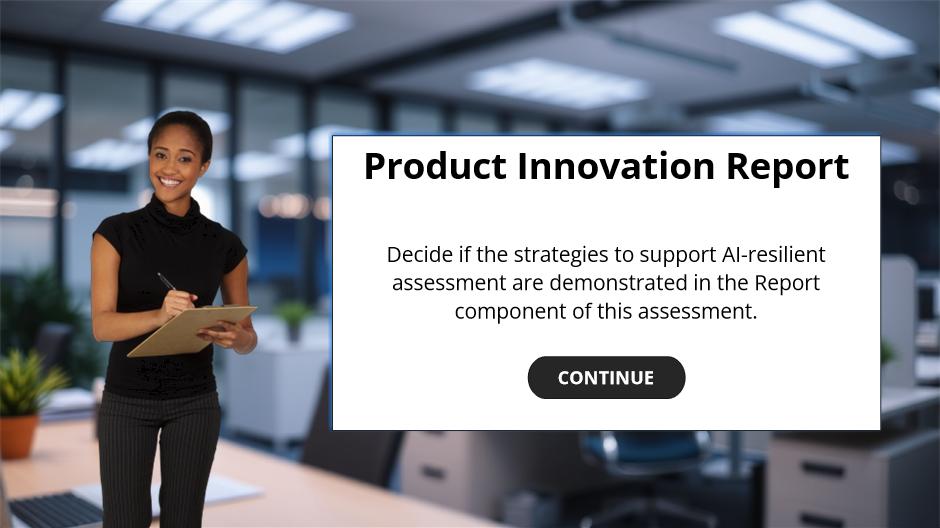 Product Innovation Report
Decide if the strategies to support AI-resilient
assessment are demonstrated in the Report
component of this assessment.
CONTINUE